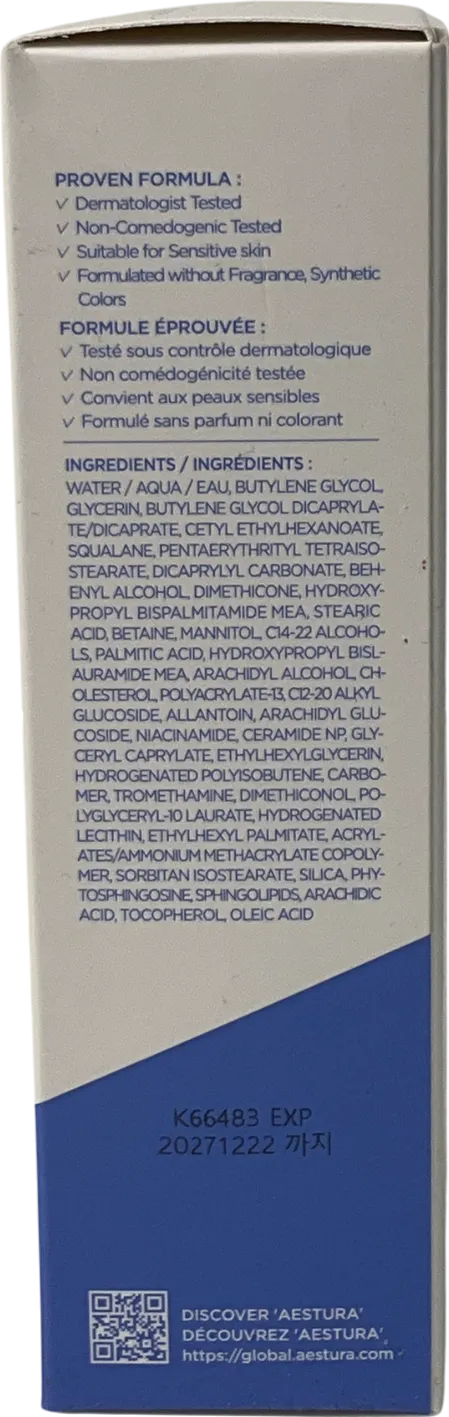 PROVEN FORMULA :
✓ Dermatologist Tested
✓ Non-Comedogenic Tested
✓ Suitable for Sensitive skin
✓ Formulated without Fragrance, Synthetic
Colors
FORMULE ÉPROUVÉE :
✓ Testé sous contrôle dermatologique
✓ Non comédogénicité testée
✓ Convient aux peaux sensibles
✓ Formulé sans parfum ni colorant
INGREDIENTS / INGRÉDIENTS :
WATER / AQUA / EAU, BUTYLENE GLYCOL,
GLYCERIN, BUTYLENE GLYCOL DICAPRYLA-
TE/DICAPRATE, CETYL ETHYLHEXANOATE,
SQUALANE, PENTAERYTHRITYL TETRAISO-
STEARATE, DICAPRYLYL CARBONATE, BEH-
ENYL ALCOHOL, DIMETHICONE, HYDROXY-
PROPYL BISPALMITAMIDE MEA, STEARIC
ACID, BETAINE, MANNITOL, C14-22 ALCOHO-
LS, PALMITIC ACID, HYDROXYPROPYL BISL-
AURAMIDE MEA, ARACHIDYL ALCOHOL, CH-
OLESTEROL, POLYACRYLATE-13, C12-20 ALKYL
GLUCOSIDE, ALLANTOIN, ARACHIDYL GLU-
COSIDE, NIACINAMIDE, CERAMIDE NP, GLY-
CERYL CAPRYLATE, ETHYLHEXYLGLYCERIN,
HYDROGENATED POLYISOBUTENE, CARBO-
MER, TROMETHAMINE, DIMETHICONOL, PO-
LYGLYCERYL-10 LAURATE, HYDROGENATED
LECITHIN, ETHYLHEXYL PALMITATE, ACRYL-
ATES/AMMONIUM METHACRYLATE COPOLY-
MER, SORBITAN ISOSTEARATE, SILICA, PHY-
TOSPHINGOSINE, SPHINGOLIPIDS, ARACHIDIC
ACID, TOCOPHEROL, OLEIC ACID
K66483 EXP
20271222 까지
DISCOVER 'AESTURA'
DÉCOUVREZ 'AESTURA'
https://global.aestura.com